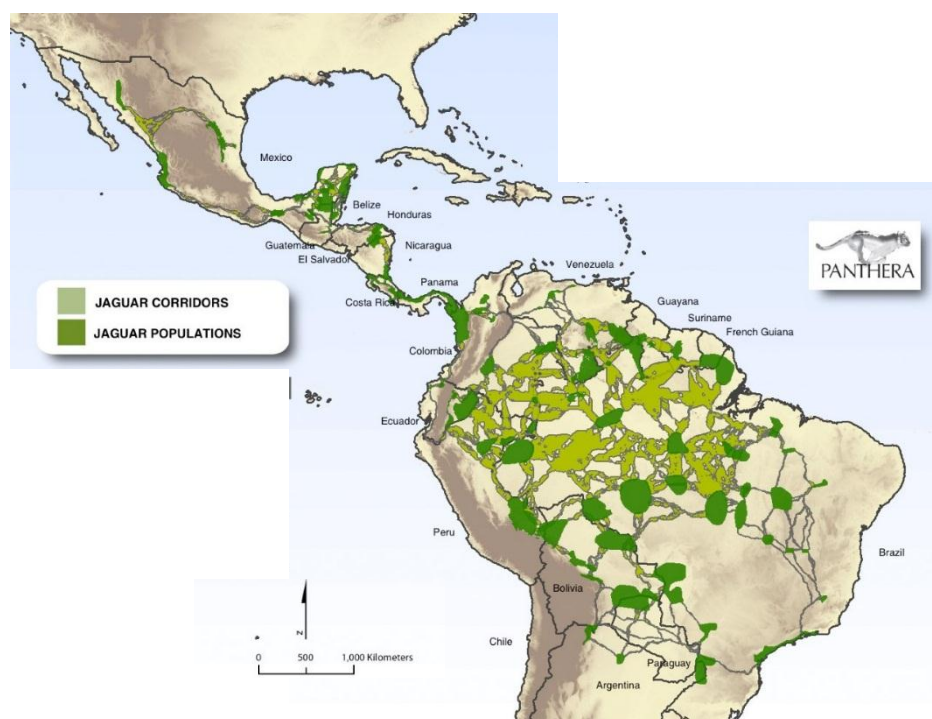 Mexico
Belize
Honduras
Guatemala
Nicaragua
El Salvador
Venezuela
PANTHERA
Panama
JAGUAR CORRIDORS
Costa Rica
Guayana
Suriname
JAGUAR POPULATIONS
French Guiana
Colombia
Ecuador
Peru
Brazil
Bolivia
N
Chile
0 500 1,000 Kilometers
Paraguay
Argentina